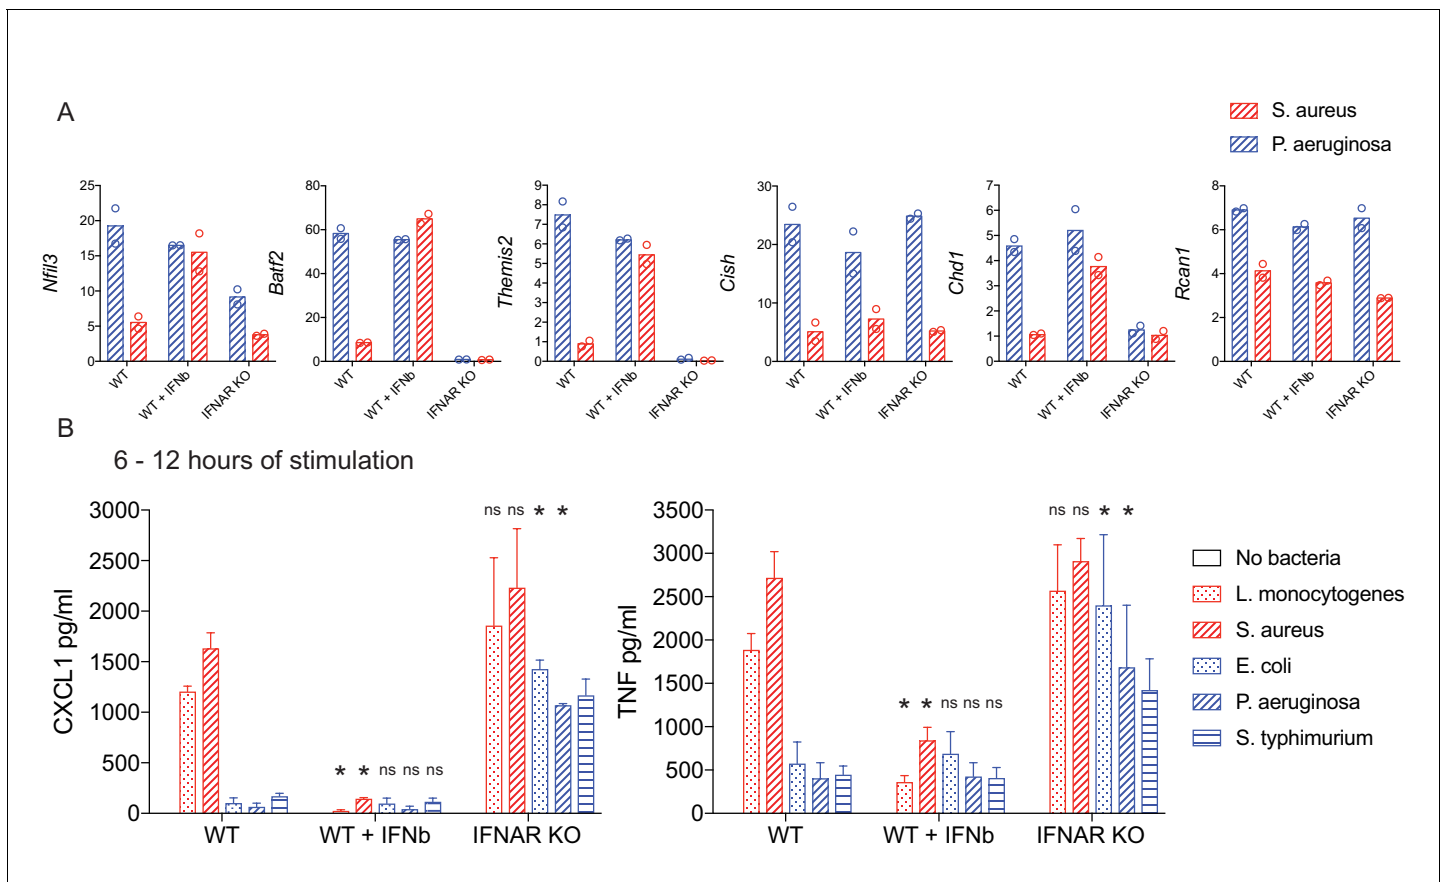 A
S. aureus
P. aeruginosa
Nfil3
25
20
15
10
5
0
WT
WT + IFNb
IFNAR KO
Batf2
80
60
40
20
0
WT
WT + IFNb
IFNAR KO
Themis2
9
8
7
6
5
4
3
2
1
0
WT
WT + IFNb
IFNAR KO
Cish
30
20
10
0
WT
WT + IFNb
IFNAR KO
Chd1
7
6
5
4
3
2
1
0
WT
WT + IFNb
IFNAR KO
Rcan1
8
6
4
2
0
WT
WT + IFNb
IFNAR KO
B
6 - 12 hours of stimulation
CXCL1 pg/ml
3000
2500
2000
1500
1000
500
0
* * ns ns ns
ns ns * *
WT
WT + IFNb
IFNAR KO
TNF pg/ml
3500
3000
2500
2000
1500
1000
500
0
* * ns ns ns
ns ns * *
WT
WT + IFNb
IFNAR KO
No bacteria
L. monocytogenes
S. aureus
E. coli
P. aeruginosa
S. typhimurium